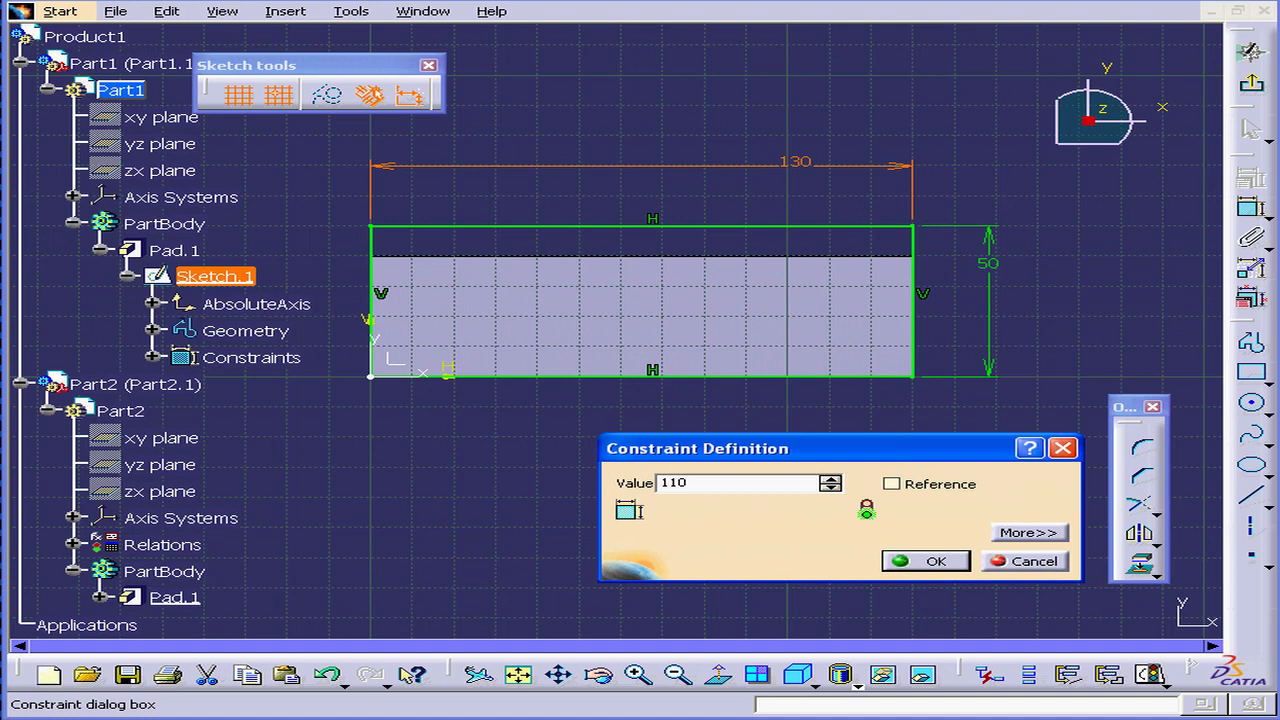 Start File Edit View Insert Tools Window Help
Product1
Part1 (Part1.1
Sketch tools
Part1
xy plane
yz plane
zx plane
Axis Systems
PartBody
Pad.1
Sketch.1
AbsoluteAxis
Geometry
Constraints
Part2 (Part2.1)
Part2
xy plane
yz plane
zx plane
Axis Systems
Relations
PartBody
Pad.1
Applications
y
x
z
130
H
50
V
V
V
y
x
H
H
O...
Constraint Definition
Value 110
Reference
More>>
OK Cancel
y
x
CATIA
Constraint dialog box